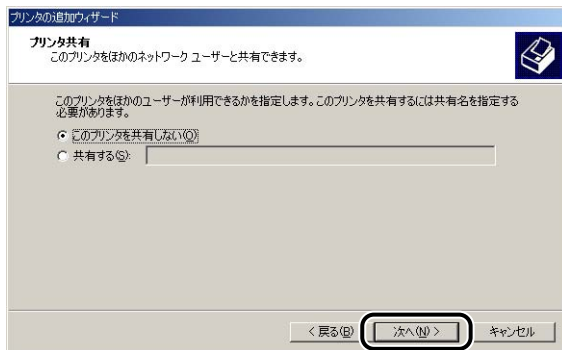 プリンタの追加ウィザード
プリンタ共有
このプリンタをほかのネットワーク ユーザーと共有できます。
このプリンタをほかのユーザーが利用できるかを指定します。このプリンタを共有するには共有名を指定する
必要があります。
このプリンタを共有しない(O)
共有する(S):
< 戻る(B) 次へ(N) > キャンセル